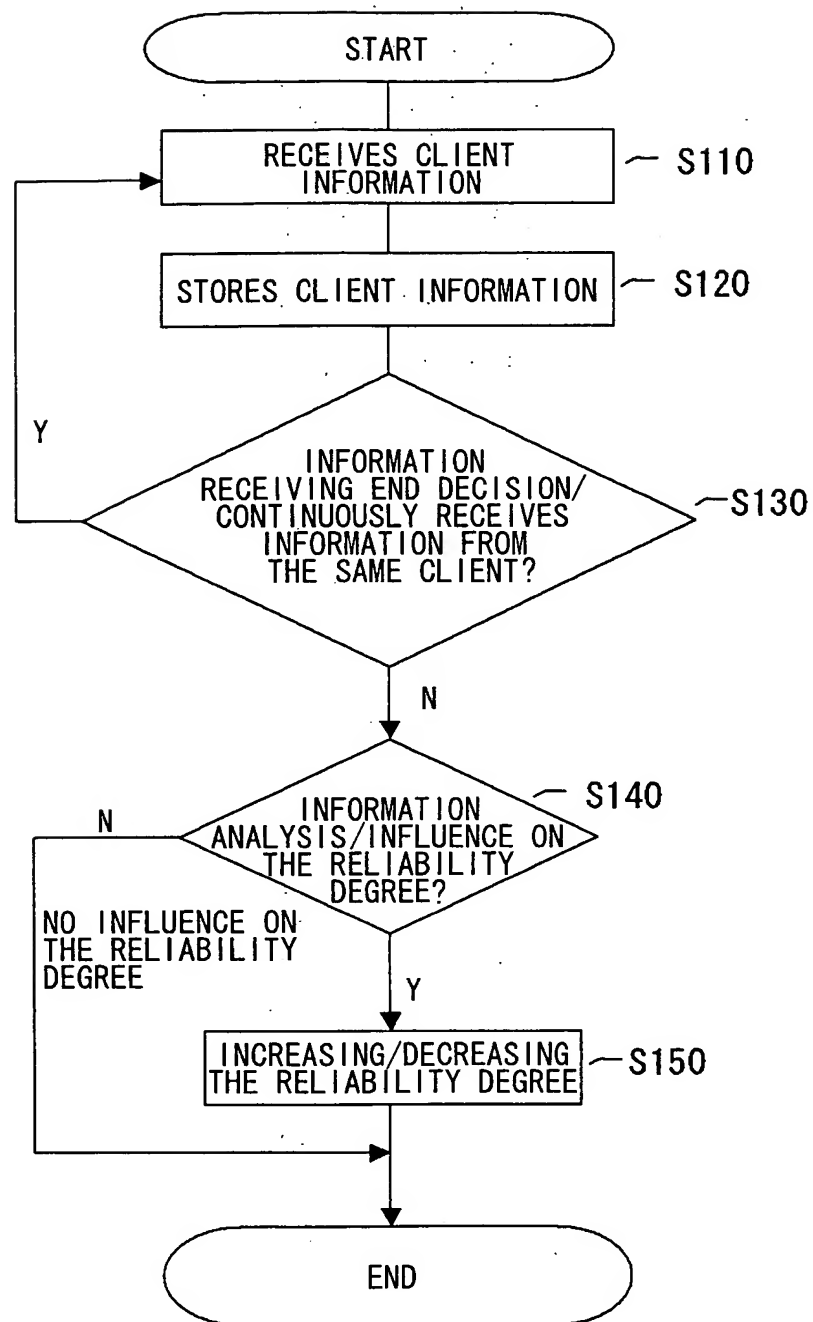 START
RECEIVES CLIENT
INFORMATION
S110
STORES CLIENT INFORMATION
S120
Y
INFORMATION
RECEIVING END DECISION/
CONTINUOUSLY RECEIVES
INFORMATION FROM
THE SAME CLIENT?
S130
N
N
INFORMATION
ANALYSIS/INFLUENCE ON
THE RELIABILITY
DEGREE?
S140
NO INFLUENCE ON
THE RELIABILITY
DEGREE
Y
INCREASING/DECREASING
THE RELIABILITY DEGREE
S150
END